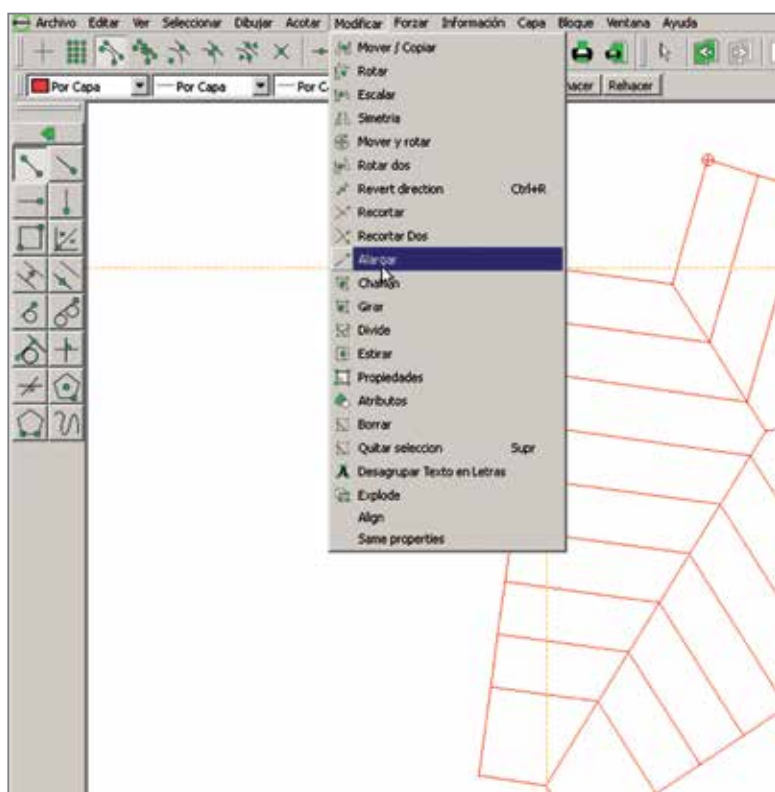 Archivo Editar Ver Seleccionar Dibujar Acotar Modificar Forzar Información Capa Bloque Ventana Ayuda
Por Capa Por Capa Por C hacer Rehacer
Mover / Copiar
Rotar
Escalar
Simetria
Mover y rotar
Rotar dos
Revert direction Ctrl+R
Recortar
Recortar Dos
Alargar
Chaflan
Girar
Divide
Estirar
Propiedades
Atributos
Borrar
Quitar seleccion Supr
Desagrupar Texto en Letras
Explode
Align
Same properties